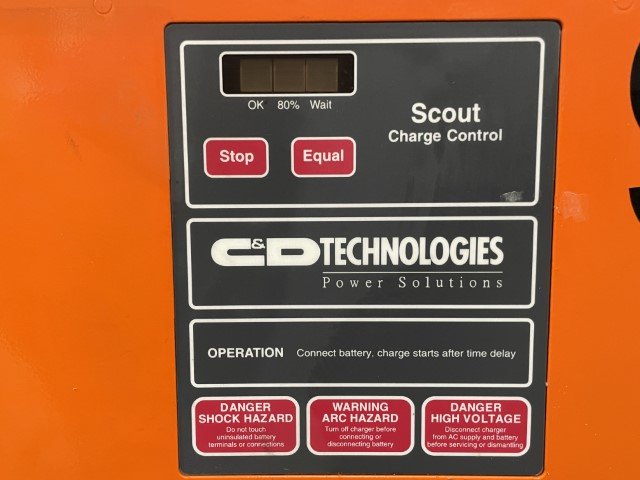 OK 80% Wait
Scout
Charge Control
Stop Equal
C&D TECHNOLOGIES
Power Solutions
OPERATION Connect battery, charge starts after time delay
DANGER
SHOCK HAZARD
Do not touch
uninsulated battery
terminals or connections
WARNING
ARC HAZARD
Turn off charger before
connecting or
disconnecting battery
DANGER
HIGH VOLTAGE
Disconnect charger
from AC supply and battery
before servicing or dismantling